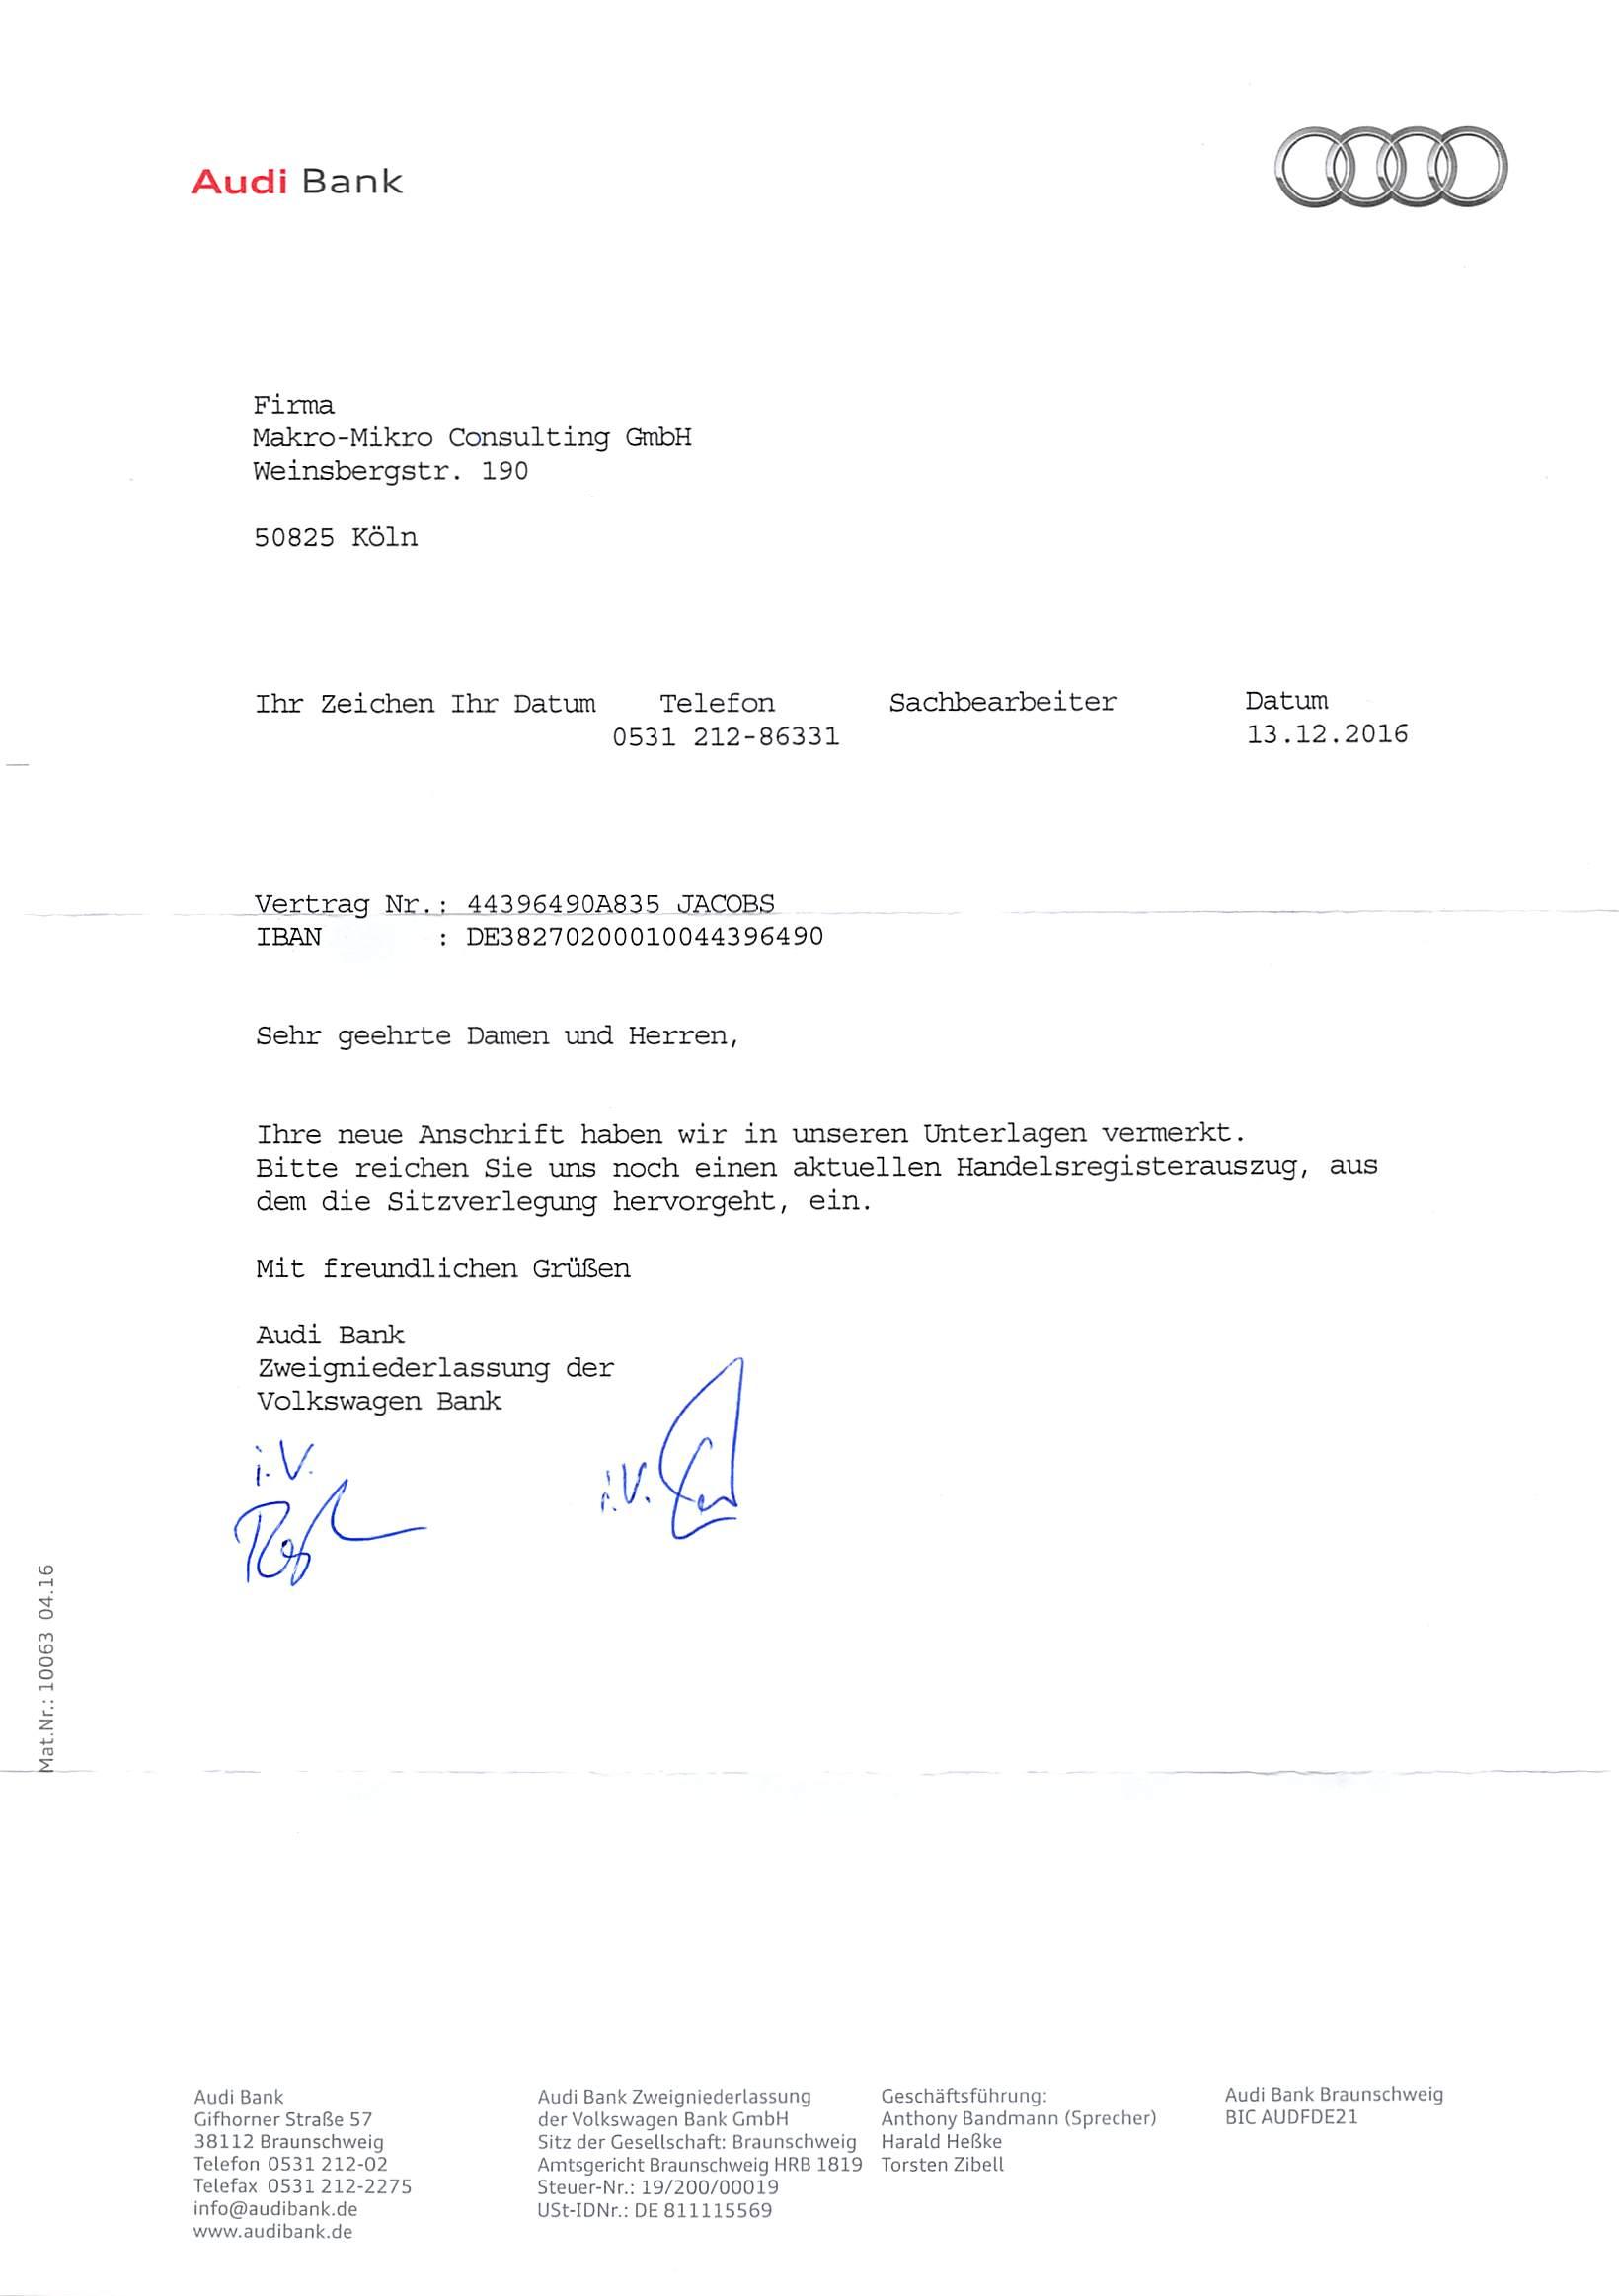 Audi Bank
Firma
Makro-Mikro Consulting GmbH
Weinsbergstr. 190
50825 Köln
Ihr Zeichen Ihr Datum Telefon Sachbearbeiter Datum
0531 212-86331 13.12.2016
Vertrag Nr.: 44396490A835 JACOBS
IBAN : DE38270200010044396490
Sehr geehrte Damen und Herren,
Ihre neue Anschrift haben wir in unseren Unterlagen vermerkt.
Bitte reichen Sie uns noch einen aktuellen Handelsregisterauszug, aus
dem die Sitzverlegung hervorgeht, ein.
Mit freundlichen Grüßen
Audi Bank
Zweigniederlassung der
Volkswagen Bank
i.V.
i.V.
Mat.Nr.: 10063 04.16
Audi Bank
Gifhorner Straße 57
38112 Braunschweig
Telefon 0531 212-02
Telefax 0531 212-2275
info@audibank.de
www.audibank.de
Audi Bank Zweigniederlassung
der Volkswagen Bank GmbH
Sitz der Gesellschaft: Braunschweig
Amtsgericht Braunschweig HRB 1819
Steuer-Nr.: 19/200/00019
USt-IDNr.: DE 811115569
Geschäftsführung:
Anthony Bandmann (Sprecher)
Harald Heßke
Torsten Zibell
Audi Bank Braunschweig
BIC AUDFDE21